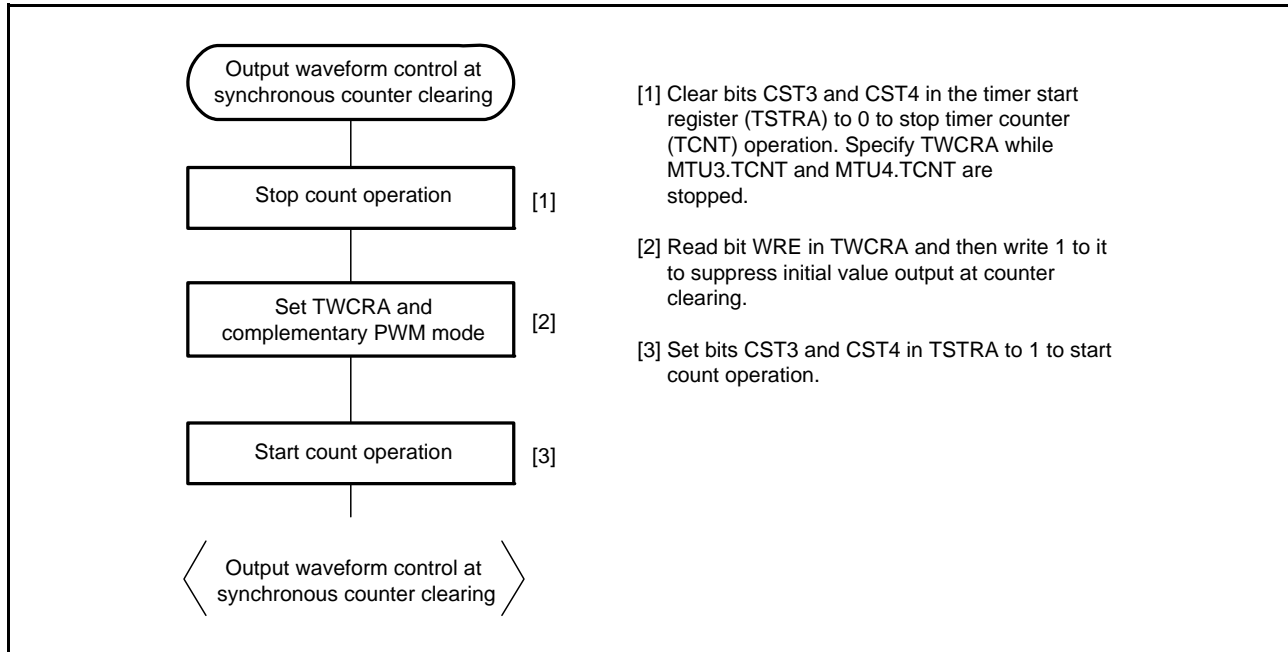 Output waveform control at
synchronous counter clearing
Stop count operation
[1]
Set TWCRA and
complementary PWM mode
[2]
Start count operation
[3]
Output waveform control at
synchronous counter clearing
[1] Clear bits CST3 and CST4 in the timer start
register (TSTRA) to 0 to stop timer counter
(TCNT) operation. Specify TWCRA while
MTU3.TCNT and MTU4.TCNT are
stopped.
[2] Read bit WRE in TWCRA and then write 1 to it
to suppress initial value output at counter
clearing.
[3] Set bits CST3 and CST4 in TSTRA to 1 to start
count operation.